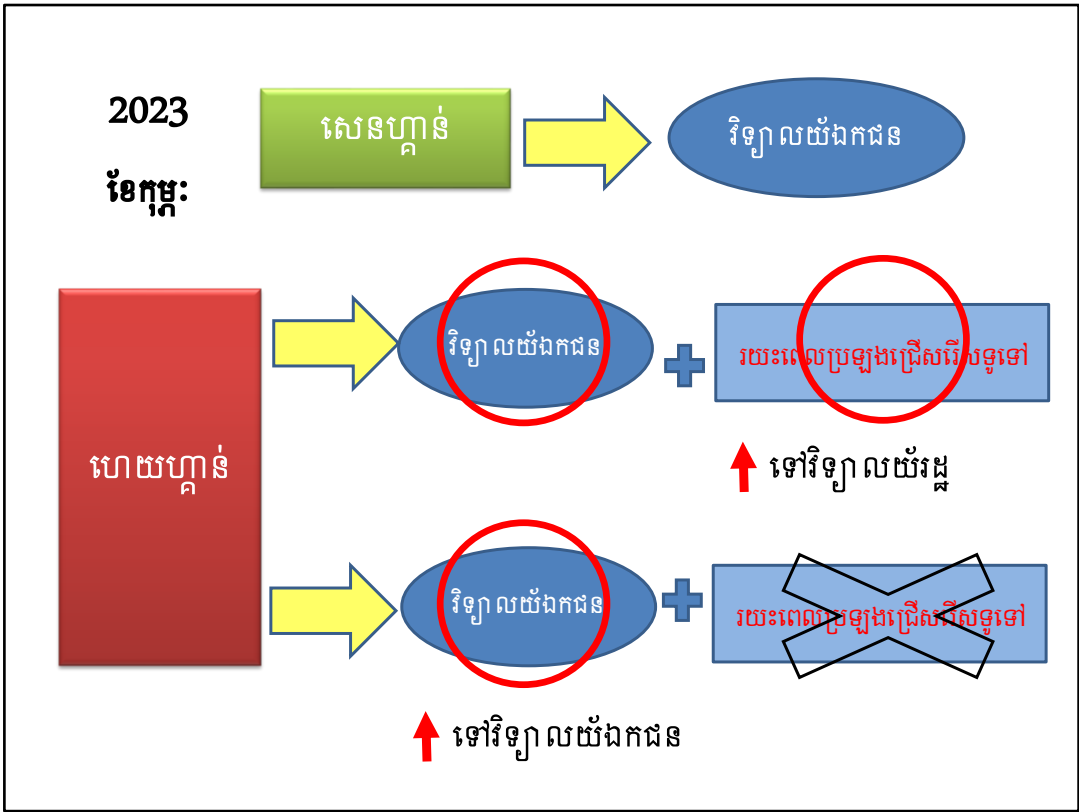 2023
ខែកុម្ភៈ
សេនហ្គាន់
វិទ្យាលយ័ឯកជន
ហេយហ្គាន់
វិទ្យាលយ័ឯកជន
រយះពេលប្រឡងជ្រើសរើសទូទៅ
ទៅវិទ្យាលយ័រដ្ឋ
វិទ្យាលយ័ឯកជន
រយះពេលប្រឡងជ្រើសរើសទូទៅ
ទៅវិទ្យាលយ័ឯកជន